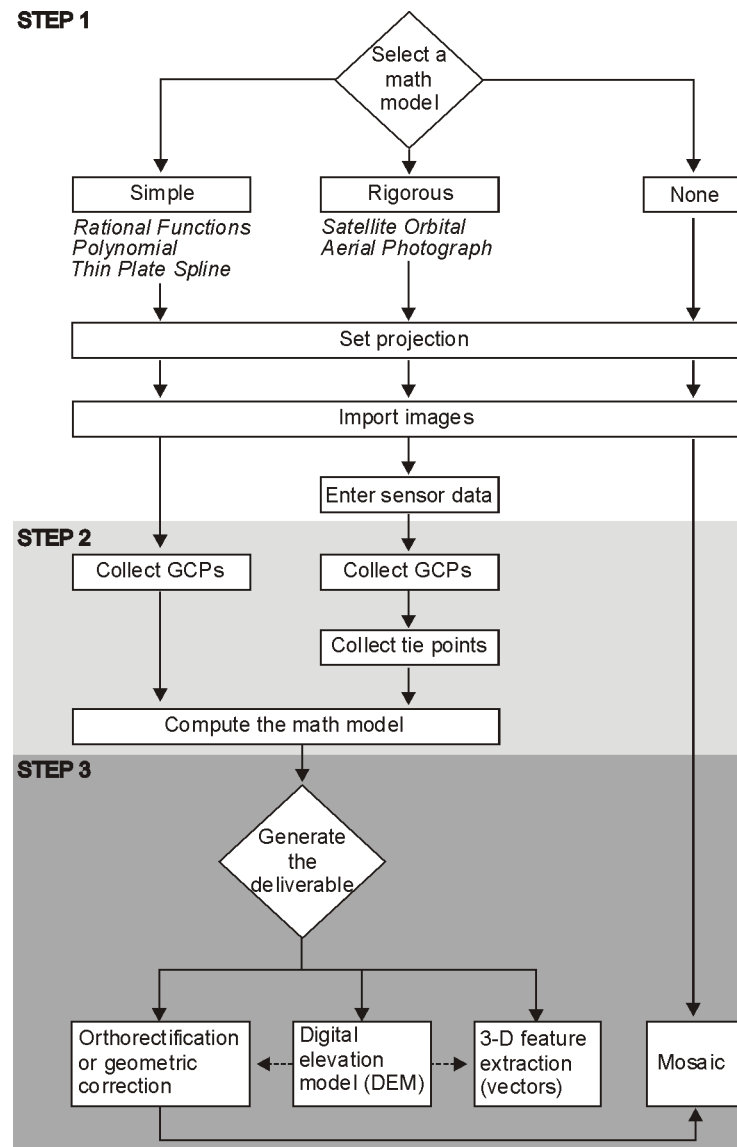 STEP 1
Select a
math
model
Simple
Rigorous
None
Rational Functions
Polynomial
Thin Plate Spline
Satellite Orbital
Aerial Photograph
Set projection
Import images
Enter sensor data
STEP 2
Collect GCPs
Collect GCPs
Collect tie points
Compute the math model
STEP 3
Generate
the
deliverable
Orthorectification
or geometric
correction
Digital
elevation
model (DEM)
3-D feature
extraction
(vectors)
Mosaic